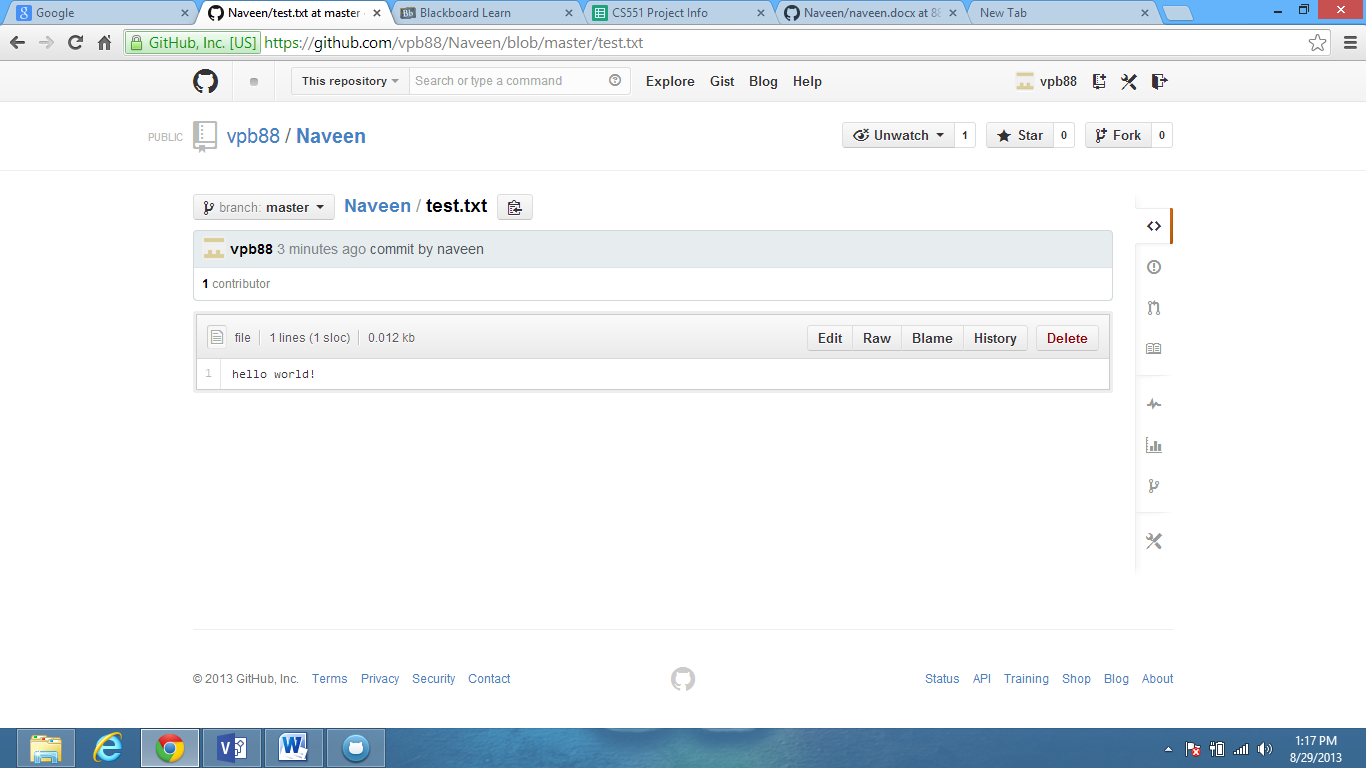 Google
Naveen/test.txt at master
Blackboard Learn
CS551 Project Info
Naveen/naveen.docx at 88
New Tab
GitHub, Inc. [US] https://github.com/vpb88/Naveen/blob/master/test.txt
This repository Search or type a command Explore Gist Blog Help vpb88
PUBLIC vpb88 / Naveen Unwatch 1 Star 0 Fork 0
branch: master Naveen / test.txt
vpb88 3 minutes ago commit by naveen
1 contributor
file 1 lines (1 sloc) 0.012 kb Edit Raw Blame History Delete
1 hello world!
© 2013 GitHub, Inc. Terms Privacy Security Contact Status API Training Shop Blog About
1:17 PM
8/29/2013